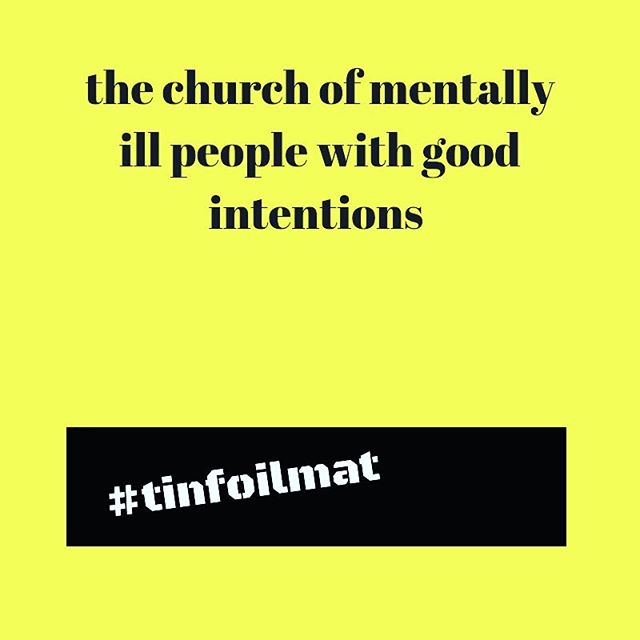 the church of mentally
ill people with good
intentions
#tinfoilmat